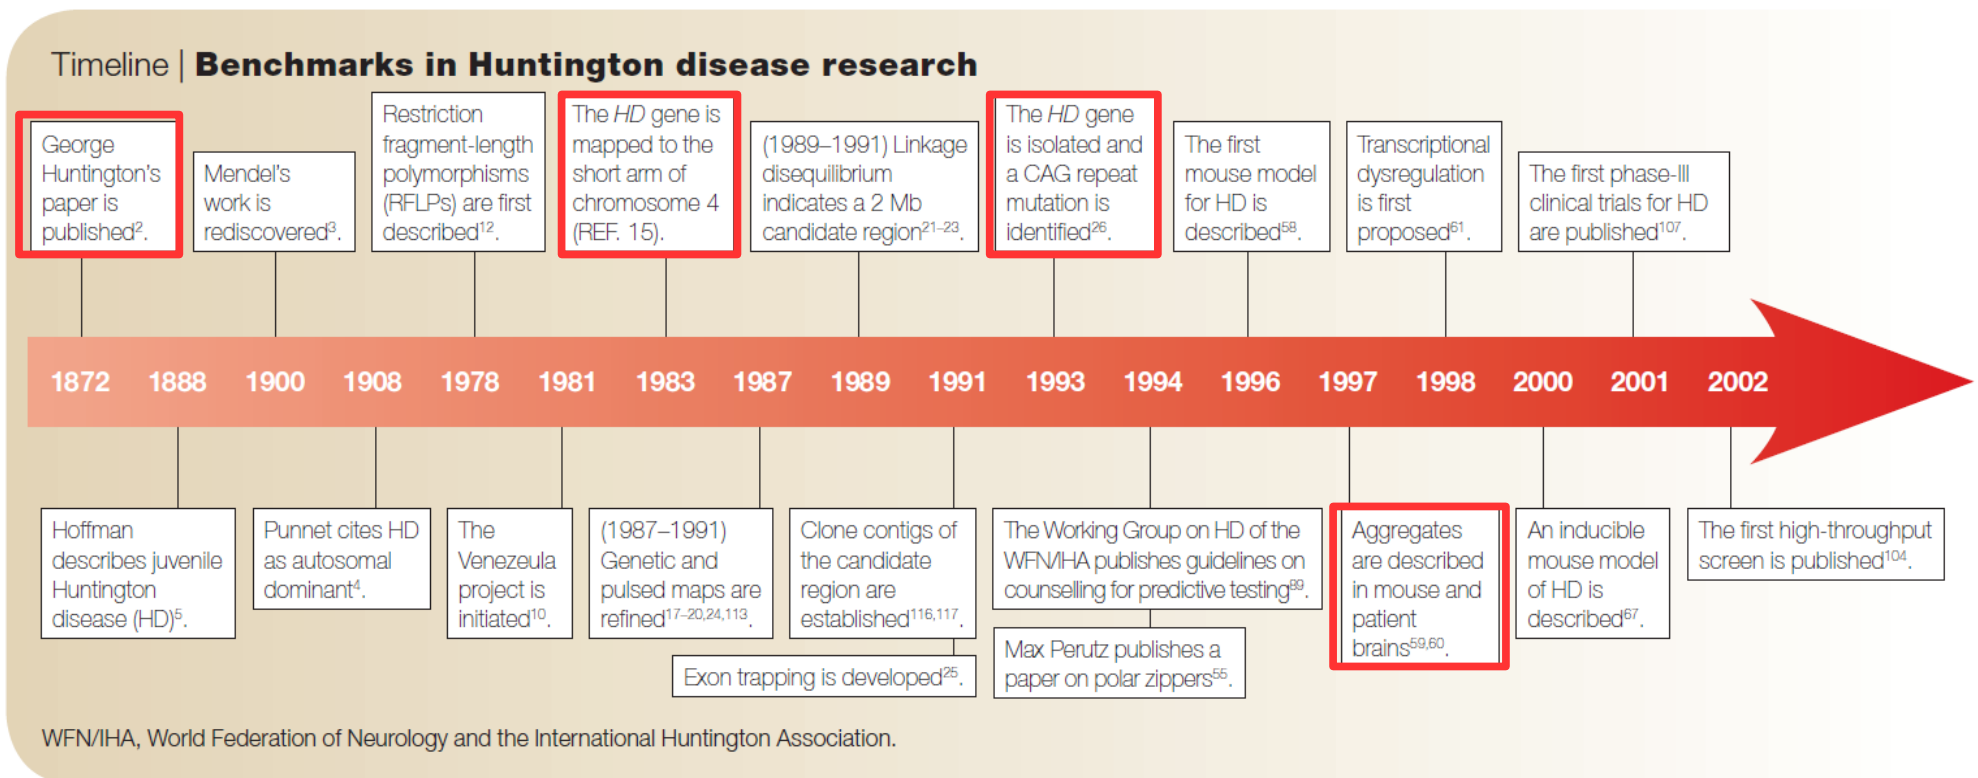 Timeline | Benchmarks in Huntington disease research
George
Huntington's
paper is
published2.
Mendel's
work is
rediscovered3.
Restriction
fragment-length
polymorphisms
(RFLPs) are first
described12.
The HD gene is
mapped to the
short arm of
chromosome 4
(REF. 15).
(1989–1991) Linkage
disequilibrium
indicates a 2 Mb
candidate region21–23.
The HD gene
is isolated and
a CAG repeat
mutation is
identified26.
The first
mouse model
for HD is
described58.
Transcriptional
dysregulation
is first
proposed61.
The first phase-III
clinical trials for HD
are published107.
1872 1888 1900 1908 1978 1981 1983 1987 1989 1991 1993 1994 1996 1997 1998 2000 2001 2002
Hoffman
describes juvenile
Huntington
disease (HD)5.
Punnet cites HD
as autosomal
dominant4.
The
Venezeula
project is
initiated10.
(1987–1991)
Genetic and
pulsed maps are
refined17–20,24,113.
Clone contigs of
the candidate
region are
established116,117.
Exon trapping is developed25.
The Working Group on HD of the
WFN/IHA publishes guidelines on
counselling for predictive testing89.
Max Perutz publishes a
paper on polar zippers55.
Aggregates
are described
in mouse and
patient
brains59,60.
An inducible
mouse model
of HD is
described67.
The first high-throughput
screen is published104.
WFN/IHA, World Federation of Neurology and the International Huntington Association.